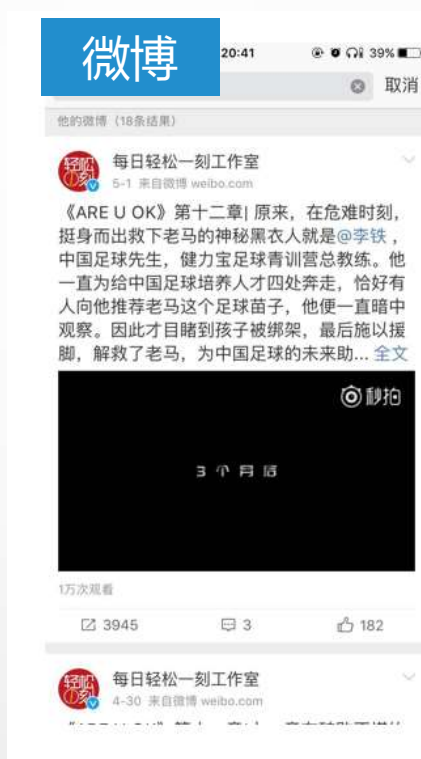 微博
20:41
39%
取消
他的微博（18条结果）
轻松一刻
每日轻松一刻工作室
5-1 来自微博 weibo.com
《ARE U OK》第十二章| 原来，在危难时刻，
挺身而出救下老马的神秘黑衣人就是@李铁，
中国足球先生，健力宝足球青训营总教练。他
一直为给中国足球培养人才四处奔走，恰好有
人向他推荐老马这个足球苗子，他便一直暗中
观察。因此才目睹到孩子被绑架，最后施以援
脚，解救了老马，为中国足球的未来助... 全文
秒拍
3个月后
1万次观看
3945
3
182
轻松一刻
每日轻松一刻工作室
4-30 来自微博 weibo.com